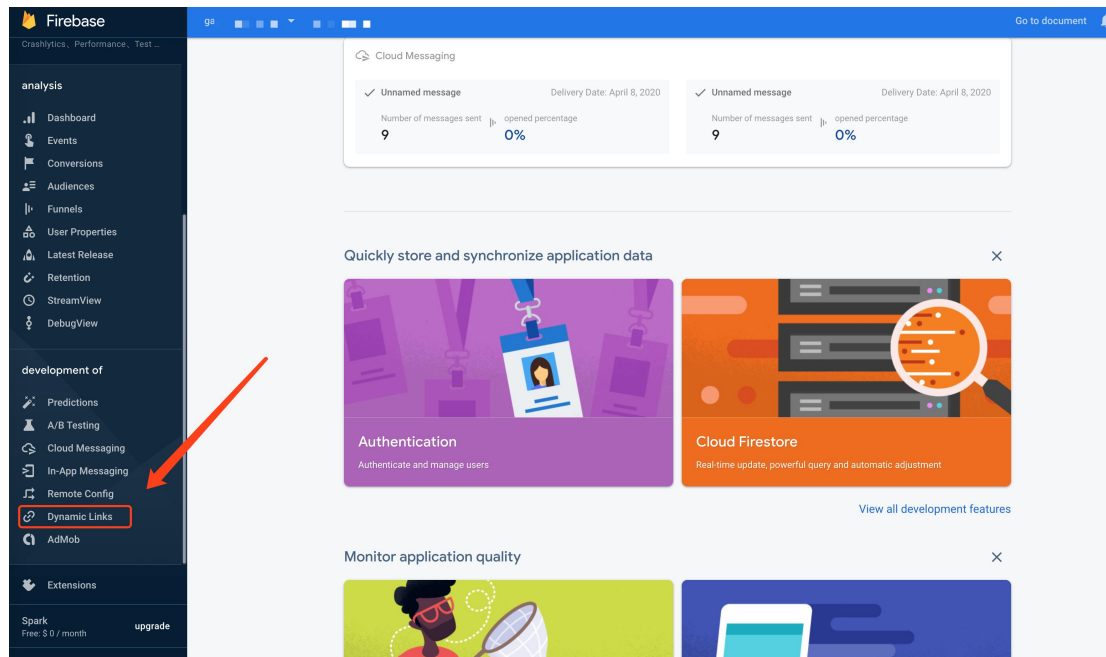 Firebase
ga
Go to document
Crashlytics、Performance、Test ...
analysis
Dashboard
Events
Conversions
Audiences
Funnels
User Properties
Latest Release
Retention
StreamView
DebugView
development of
Predictions
A/B Testing
Cloud Messaging
In-App Messaging
Remote Config
Dynamic Links
AdMob
Extensions
Spark
Free: $ 0 / month
upgrade
Cloud Messaging
Unnamed message
Delivery Date: April 8, 2020
Number of messages sent
opened percentage
9
0%
Unnamed message
Delivery Date: April 8, 2020
Number of messages sent
opened percentage
9
0%
Quickly store and synchronize application data
Authentication
Authenticate and manage users
Cloud Firestore
Real-time update, powerful query and automatic adjustment
View all development features
Monitor application quality